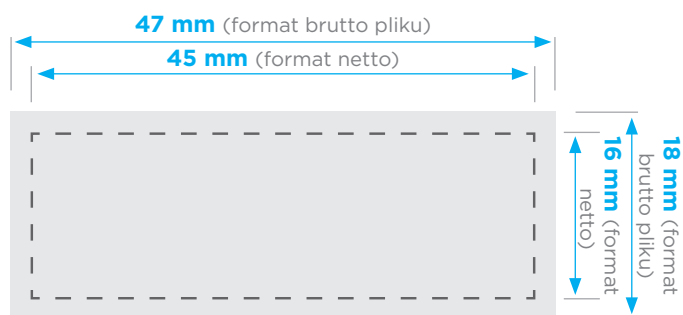 47 mm (format brutto pliku)
45 mm (format netto)
18 mm (format
brutto pliku)
16 mm (format
netto)